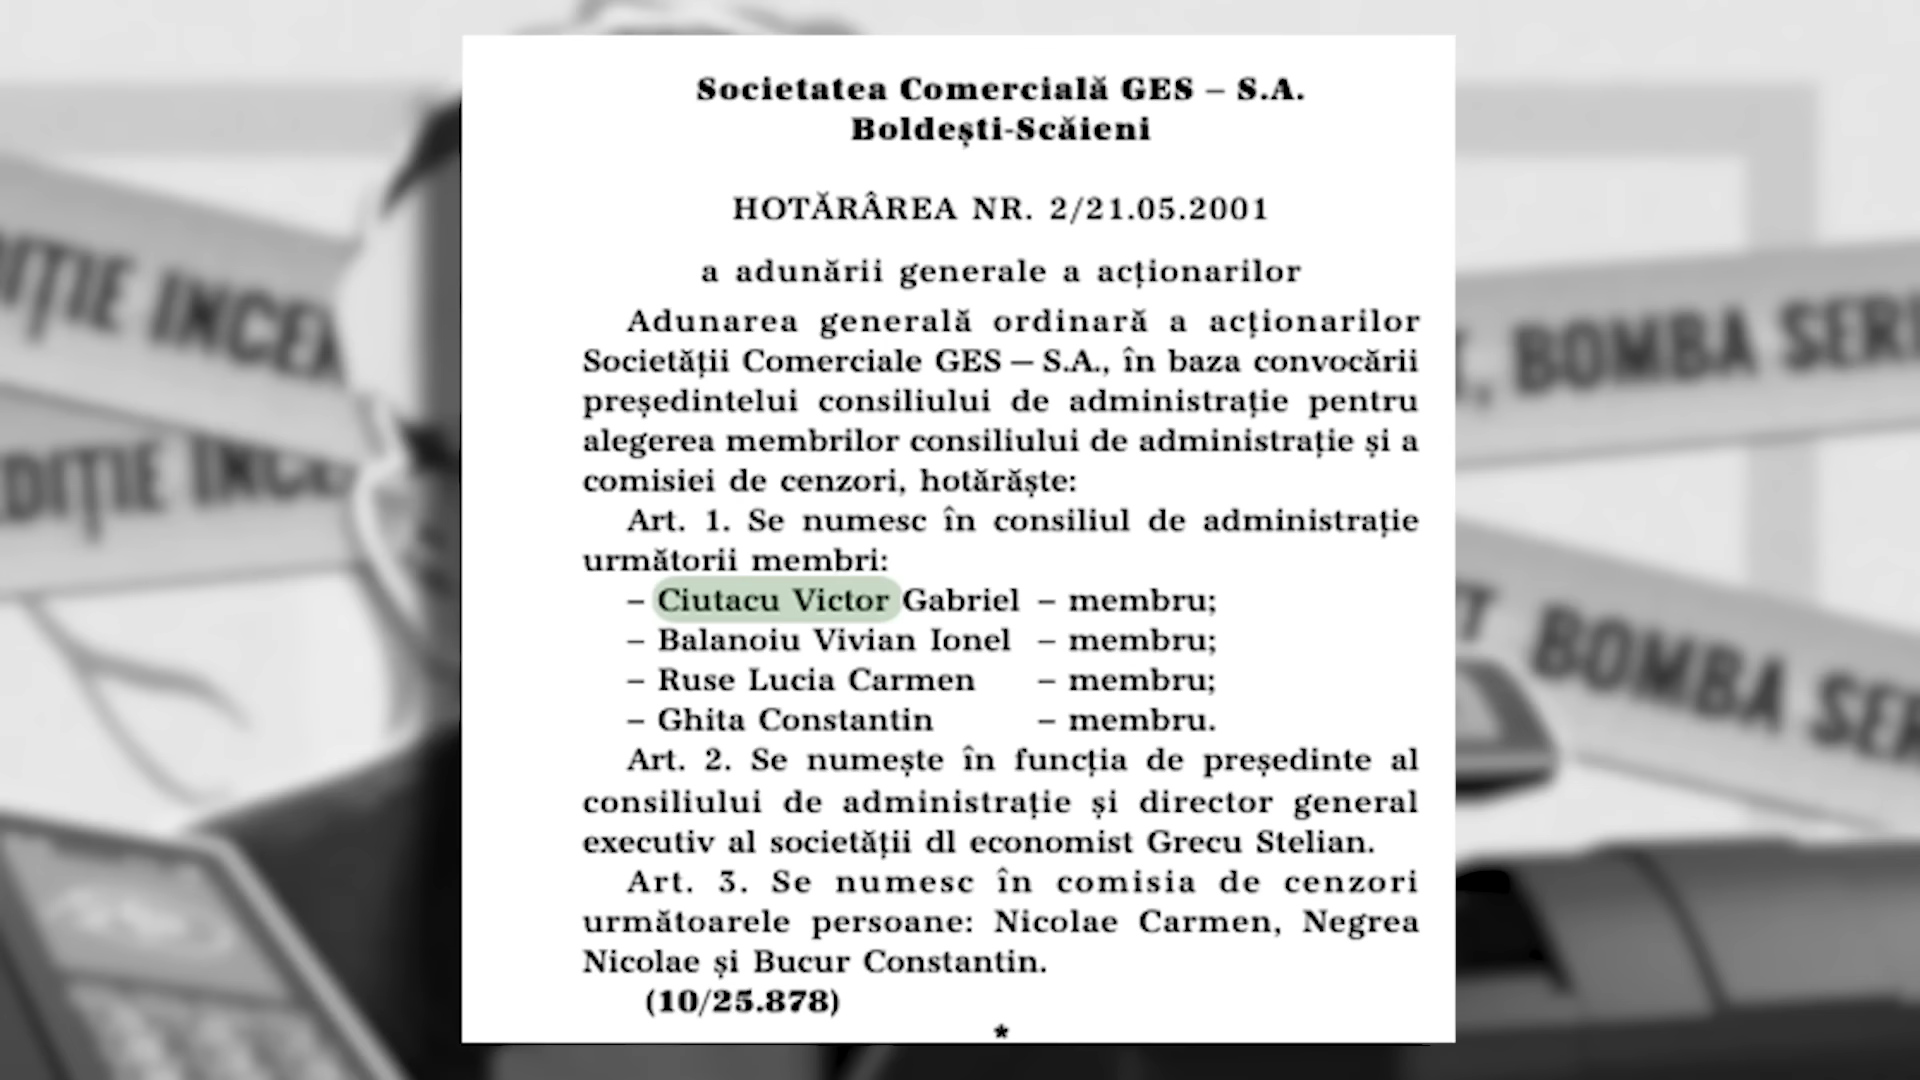 Societatea Comercială GES – S.A.
Boldești-Scăieni
HOTĂRÂREA NR. 2/21.05.2001
a adunării generale a acționarilor
Adunarea generală ordinară a acționarilor
Societății Comerciale GES – S.A., în baza convocării
președintelui consiliului de administrație pentru
alegerea membrilor consiliului de administrație și a
comisiei de cenzori, hotărăște:
Art. 1. Se numesc în consiliul de administrație
următorii membri:
– Ciutacu Victor Gabriel – membru;
– Balanoiu Vivian Ionel – membru;
– Ruse Lucia Carmen – membru;
– Ghita Constantin – membru.
Art. 2. Se numește în funcția de președinte al
consiliului de administrație și director general
executiv al societății dl economist Grecu Stelian.
Art. 3. Se numesc în comisia de cenzori
următoarele persoane: Nicolae Carmen, Negrea
Nicolae și Bucur Constantin.
(10/25.878)
*
BOMBA
BOMBA